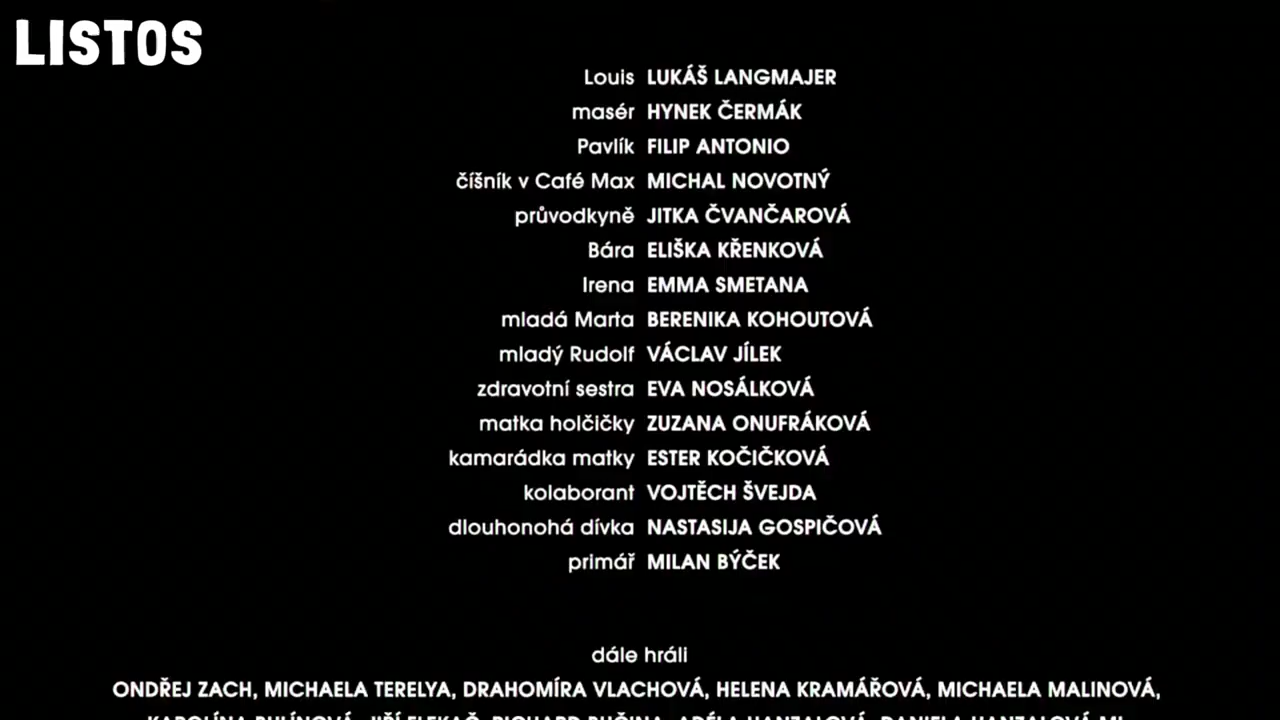 LISTOS
Louis LUKÁŠ LANGMAJER
masér HYNEK ČERMÁK
Pavlík FILIP ANTONIO
číšník v Café Max MICHAL NOVOTNÝ
průvodkyně JITKA ČVANČAROVÁ
Bára ELIŠKA KŘENKOVÁ
Irena EMMA SMETANA
mladá Marta BERENIKA KOHOUTOVÁ
mladý Rudolf VÁCLAV JÍLEK
zdravotní sestra EVA NOSÁLKOVÁ
matka holčičky ZUZANA ONUFRÁKOVÁ
kamarádka matky ESTER KOČIČKOVÁ
kolaborant VOJTĚCH ŠVEJDA
dlouhonohá dívka NASTASIJA GOSPIČOVÁ
primář MILAN BÝČEK
dále hráli
ONDŘEJ ZACH, MICHAELA TERELYA, DRAHOMÍRA VLACHOVÁ, HELENA KRAMÁŘOVÁ, MICHAELA MALINOVÁ,